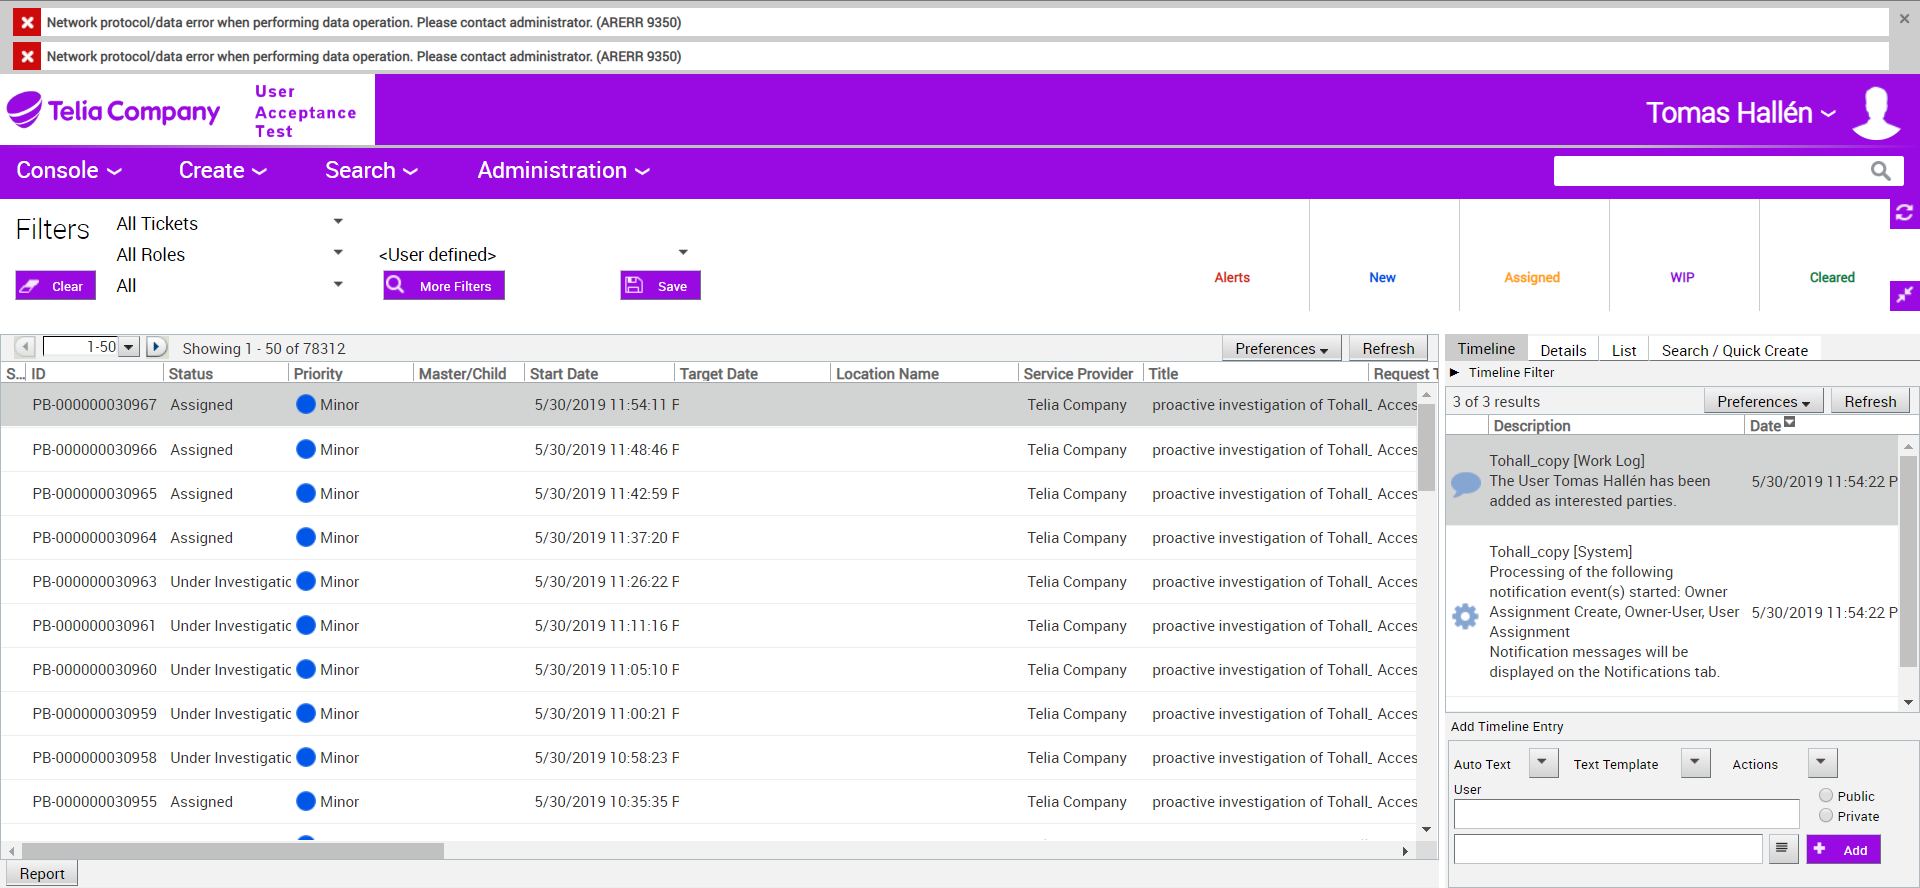 Network protocol/data error when performing data operation. Please contact administrator. (ARERR 9350)
Network protocol/data error when performing data operation. Please contact administrator. (ARERR 9350)
Telia Company
User
Acceptance
Test
Tomas Hallén
Console
Create
Search
Administration
Filters
All Tickets
All Roles
<User defined>
Clear
All
More Filters
Save
Alerts
New
Assigned
WIP
Cleared
1-50
Showing 1 - 50 of 78312
Preferences
Refresh
S... ID Status Priority Master/Child Start Date Target Date Location Name Service Provider Title Request T
PB-000000030967 Assigned Minor 5/30/2019 11:54:11 P Telia Company proactive investigation of Tohall_ Acces
PB-000000030966 Assigned Minor 5/30/2019 11:48:46 P Telia Company proactive investigation of Tohall_ Acces
PB-000000030965 Assigned Minor 5/30/2019 11:42:59 P Telia Company proactive investigation of Tohall_ Acces
PB-000000030964 Assigned Minor 5/30/2019 11:37:20 P Telia Company proactive investigation of Tohall_ Acces
PB-000000030963 Under Investigatic Minor 5/30/2019 11:26:22 P Telia Company proactive investigation of Tohall_ Acces
PB-000000030961 Under Investigatic Minor 5/30/2019 11:11:16 P Telia Company proactive investigation of Tohall_ Acces
PB-000000030960 Under Investigatic Minor 5/30/2019 11:05:10 P Telia Company proactive investigation of Tohall_ Acces
PB-000000030959 Under Investigatic Minor 5/30/2019 11:00:21 P Telia Company proactive investigation of Tohall_ Acces
PB-000000030958 Under Investigatic Minor 5/30/2019 10:58:23 P Telia Company proactive investigation of Tohall_ Acces
PB-000000030955 Assigned Minor 5/30/2019 10:35:35 P Telia Company proactive investigation of Tohall_ Acces
Report
Timeline
Details
List
Search / Quick Create
Timeline Filter
3 of 3 results
Preferences
Refresh
Description Date
Tohall_copy [Work Log]
The User Tomas Hallén has been
added as interested parties.
5/30/2019 11:54:22 P
Tohall_copy [System]
Processing of the following
notification event(s) started: Owner
Assignment Create, Owner-User, User
Assignment
Notification messages will be
displayed on the Notifications tab.
5/30/2019 11:54:22 P
Add Timeline Entry
Auto Text
Text Template
Actions
User
Public
Private
Add